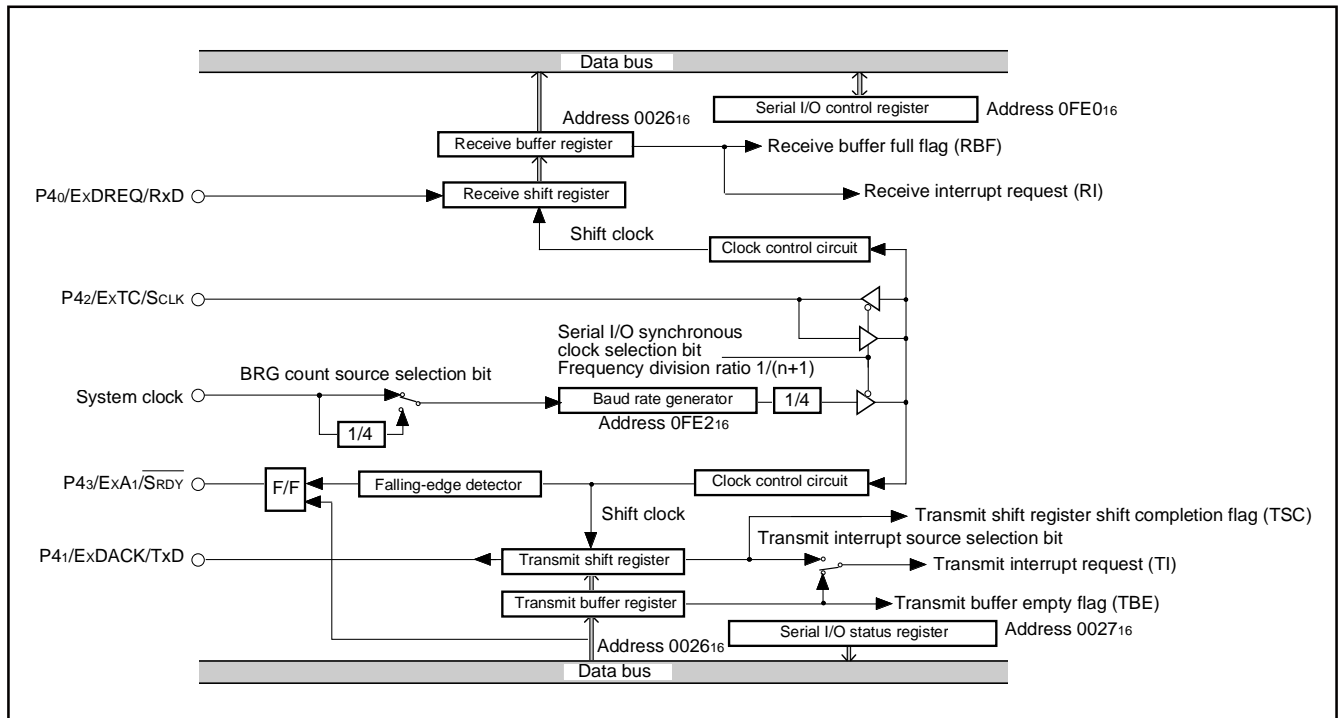 Data bus
Serial I/O control register
Address 0FE0₁₆
Address 0026₁₆
Receive buffer register
Receive buffer full flag (RBF)
P4₀/ExDREQ/RxD
Receive shift register
Receive interrupt request (RI)
Shift clock
Clock control circuit
P4₂/ExTC/SCLK
Serial I/O synchronous
clock selection bit
Frequency division ratio 1/(n+1)
BRG count source selection bit
System clock
Baud rate generator
1/4
Address 0FE2₁₆
1/4
P4₃/ExA₁/S̅R̅D̅Y̅
F/F
Falling-edge detector
Clock control circuit
Shift clock
Transmit shift register shift completion flag (TSC)
Transmit interrupt source selection bit
P4₁/ExDACK/TxD
Transmit shift register
Transmit interrupt request (TI)
Transmit buffer register
Transmit buffer empty flag (TBE)
Address 0026₁₆
Serial I/O status register
Address 0027₁₆
Data bus